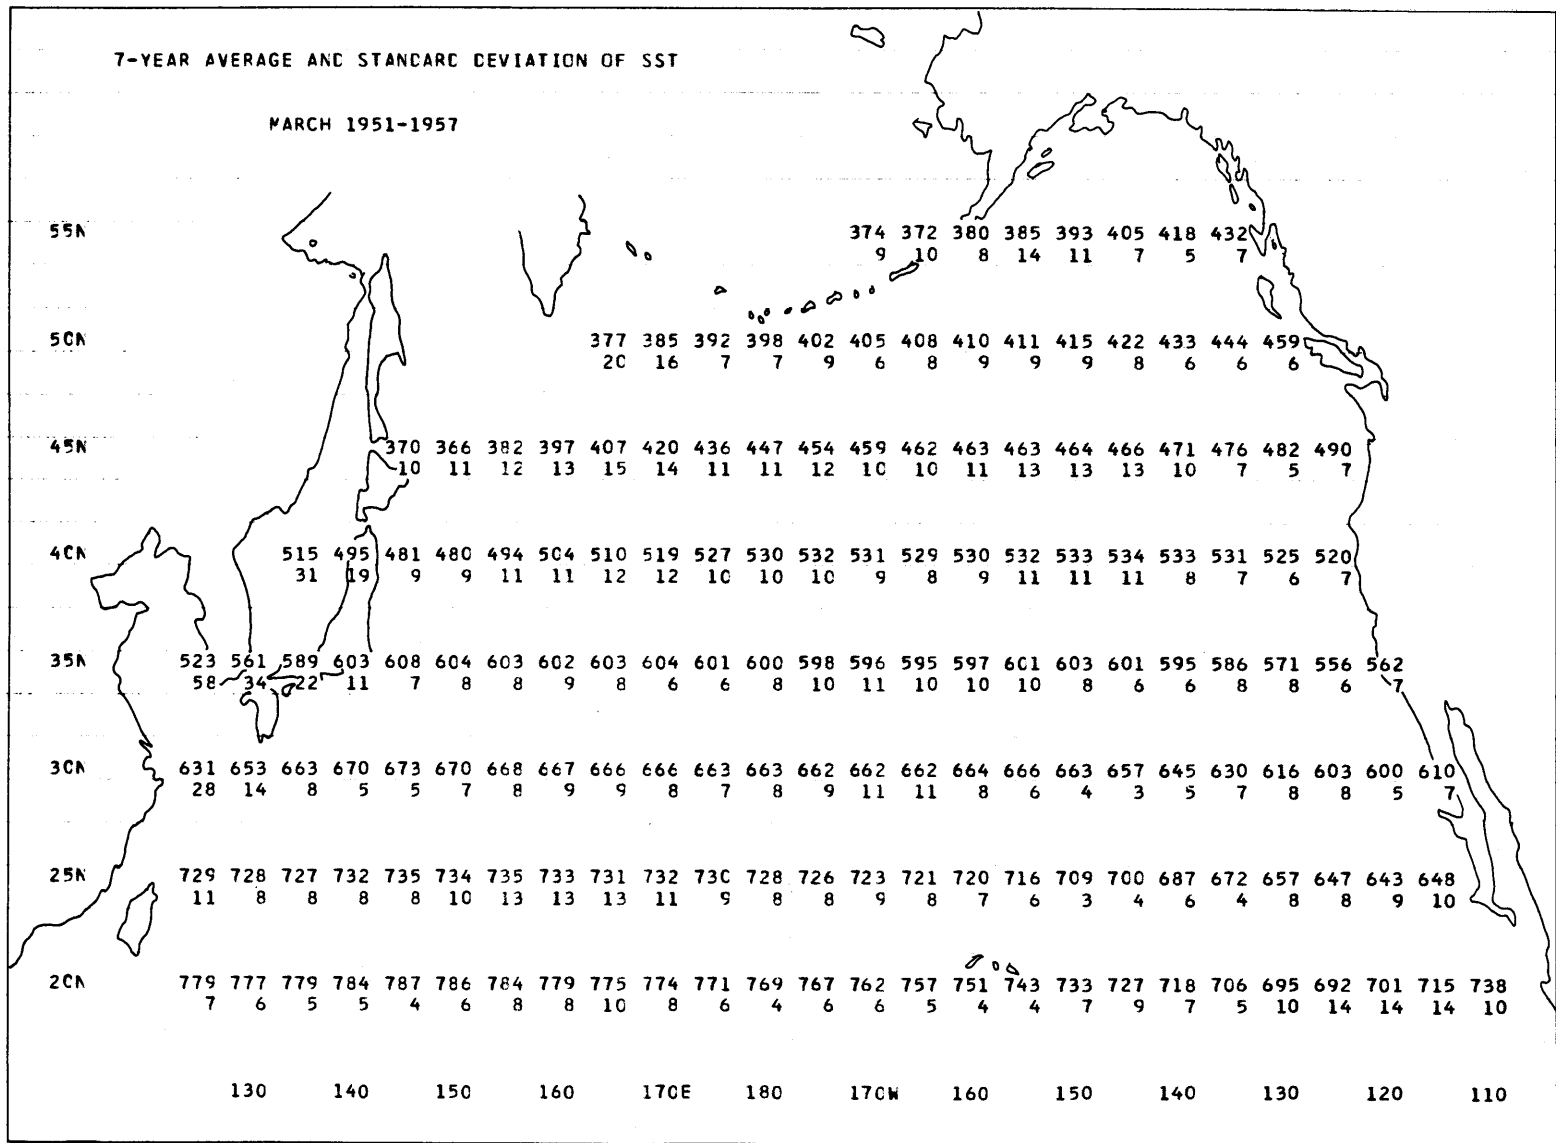 7-YEAR AVERAGE AND STANDARD DEVIATION OF SST
MARCH 1951-1957
55N 374 372 380 385 393 405 418 432
9 10 8 14 11 7 5 7
50N 377 385 392 398 402 405 408 410 411 415 422 433 444 459
20 16 7 7 9 6 8 9 9 9 8 6 6 6
45N 370 366 382 397 407 420 436 447 454 459 462 463 463 464 466 471 476 482 490
10 11 12 13 15 14 11 11 12 10 10 11 13 13 13 10 7 5 7
40N 515 495 481 480 494 504 510 519 527 530 532 531 529 530 532 533 534 533 531 525 520
31 19 9 9 11 11 12 12 10 10 10 9 8 9 11 11 11 8 7 6 7
35N 523 561 589 603 608 604 603 602 603 604 601 600 598 596 595 597 601 603 601 595 586 571 556 562
58 34 22 11 7 8 8 9 8 6 6 8 10 11 10 10 10 8 6 6 8 8 6 7
30N 631 653 663 670 673 670 668 667 666 666 663 663 662 662 662 664 666 663 657 645 630 616 603 600 610
28 14 8 5 5 7 8 9 9 8 7 8 9 11 11 8 6 4 3 5 7 8 8 5 7
25N 729 728 727 732 735 734 735 733 731 732 730 728 726 723 721 720 716 709 700 687 672 657 647 643 648
11 8 8 8 8 10 13 13 13 11 9 8 8 9 8 7 6 3 4 6 4 8 8 9 10
20N 779 777 779 784 787 786 784 779 775 774 771 769 767 762 757 751 743 733 727 718 706 695 692 701 715 738
7 6 5 5 4 6 8 8 10 8 6 4 6 6 5 4 4 7 9 7 5 10 14 14 14 10
130 140 150 160 170E 180 170W 160 150 140 130 120 110